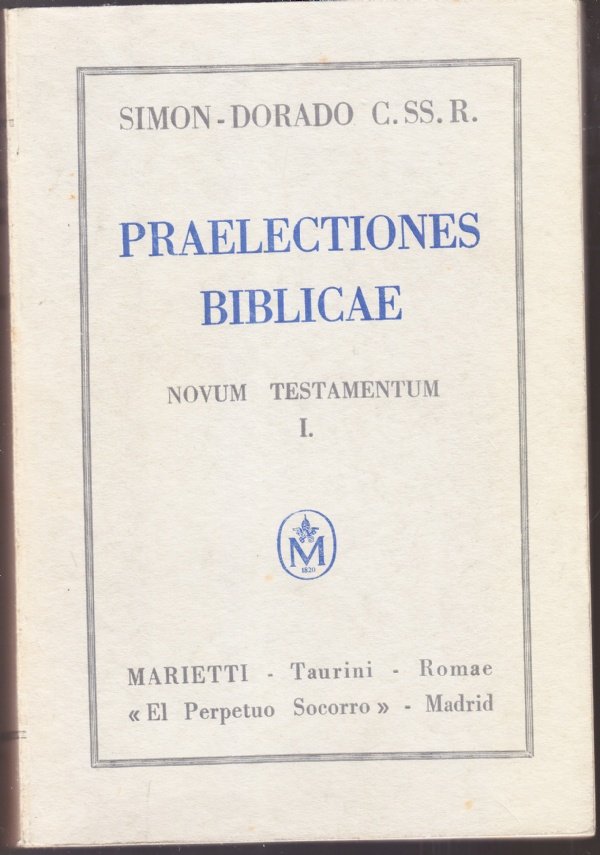 SIMON-DORADO C.SS.R.
PRAELECTIONES
BIBLICAE
NOVUM TESTAMENTUM
I.
M
1820
MARIETTI - Taurini - Romae
« El Perpetuo Socorro » - Madrid